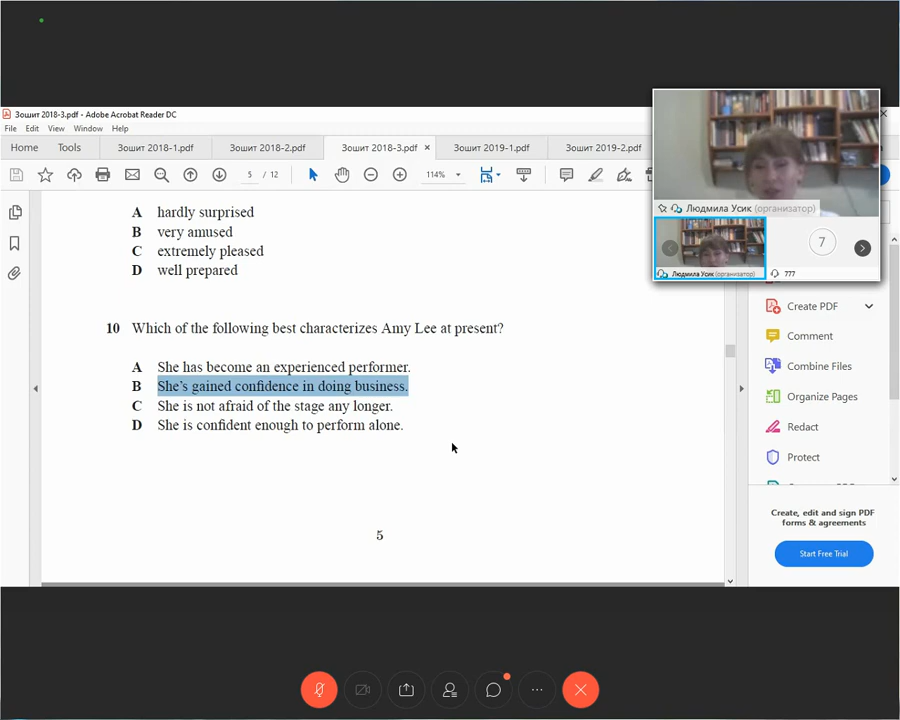 Зошит 2018-3.pdf - Adobe Acrobat Reader DC
File Edit View Window Help
Home Tools Зошит 2018-1.pdf Зошит 2018-2.pdf Зошит 2018-3.pdf × Зошит 2019-1.pdf Зошит 2019-2.pdf
5 / 12 114%
A hardly surprised
B very amused
C extremely pleased
D well prepared
10 Which of the following best characterizes Amy Lee at present?
A She has become an experienced performer.
B She's gained confidence in doing business.
C She is not afraid of the stage any longer.
D She is confident enough to perform alone.
5
Людмила Усик (організатор)
Людмила Усик (організатор)
7
777
Create PDF
Comment
Combine Files
Organize Pages
Redact
Protect
Create, edit and sign PDF
forms & agreements
Start Free Trial